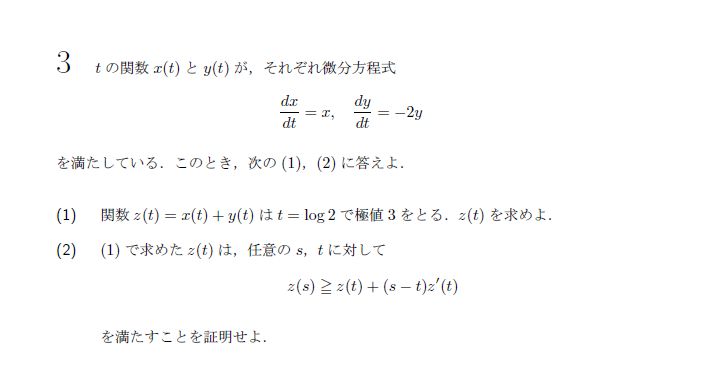 3 t の関数 x(t) と y(t) が，それぞれ微分方程式
dx/dt = x, dy/dt = −2y
を満たしている．このとき，次の (1)，(2) に答えよ．
(1) 関数 z(t) = x(t) + y(t) は t = log 2 で極値 3 をとる．z(t) を求めよ．
(2) (1) で求めた z(t) は，任意の s，t に対して
z(s) ≧ z(t) + (s − t)z′(t)
を満たすことを証明せよ．